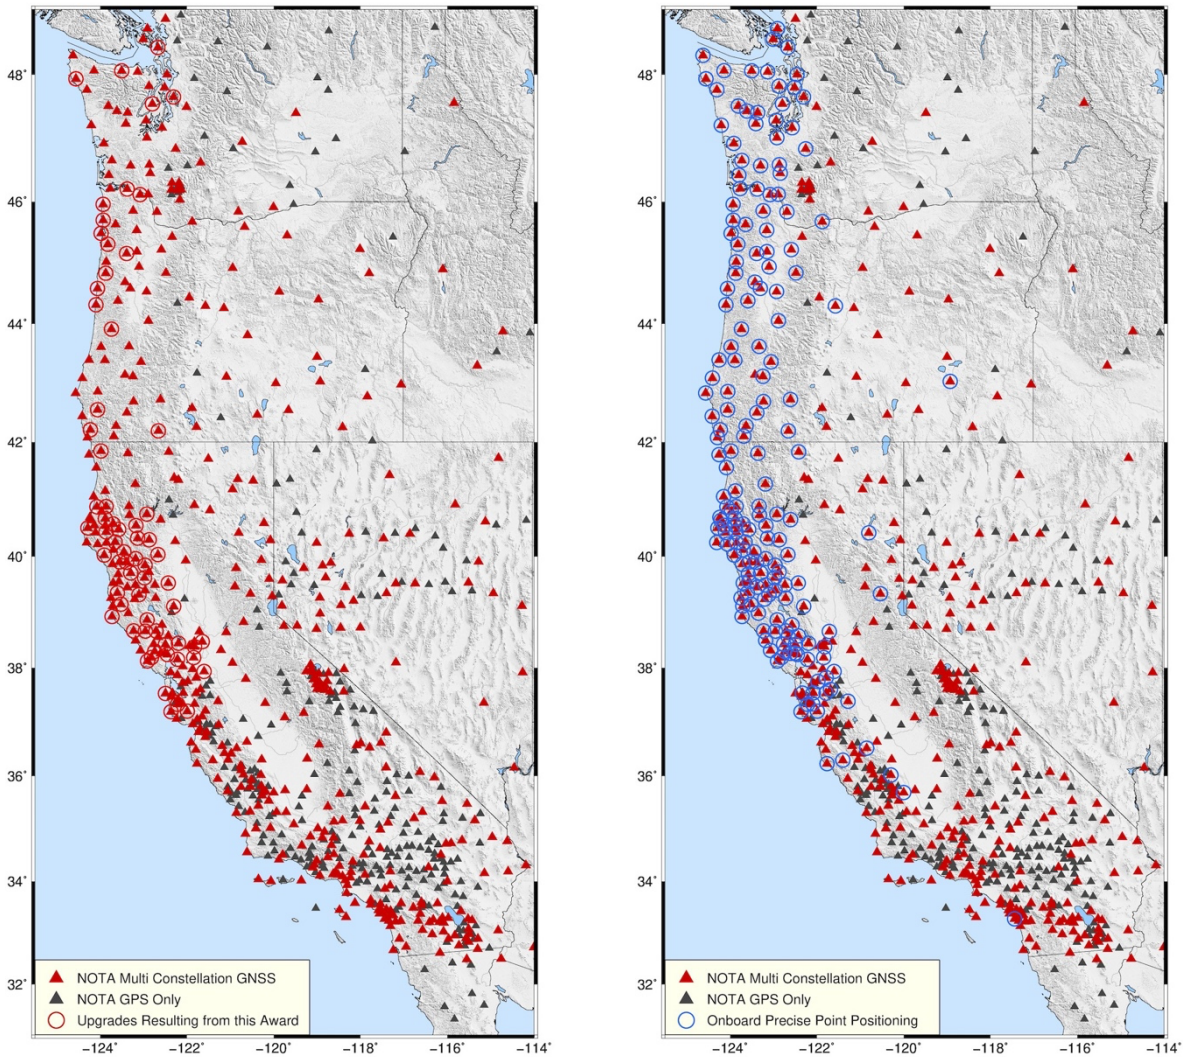 48°
46°
44°
42°
40°
38°
36°
34°
32°
NOTA Multi Constellation GNSS
NOTA GPS Only
Upgrades Resulting from this Award
−124° −122° −120° −118° −116° −114°
48°
46°
44°
42°
40°
38°
36°
34°
32°
NOTA Multi Constellation GNSS
NOTA GPS Only
Onboard Precise Point Positioning
−124° −122° −120° −118° −116° −114°